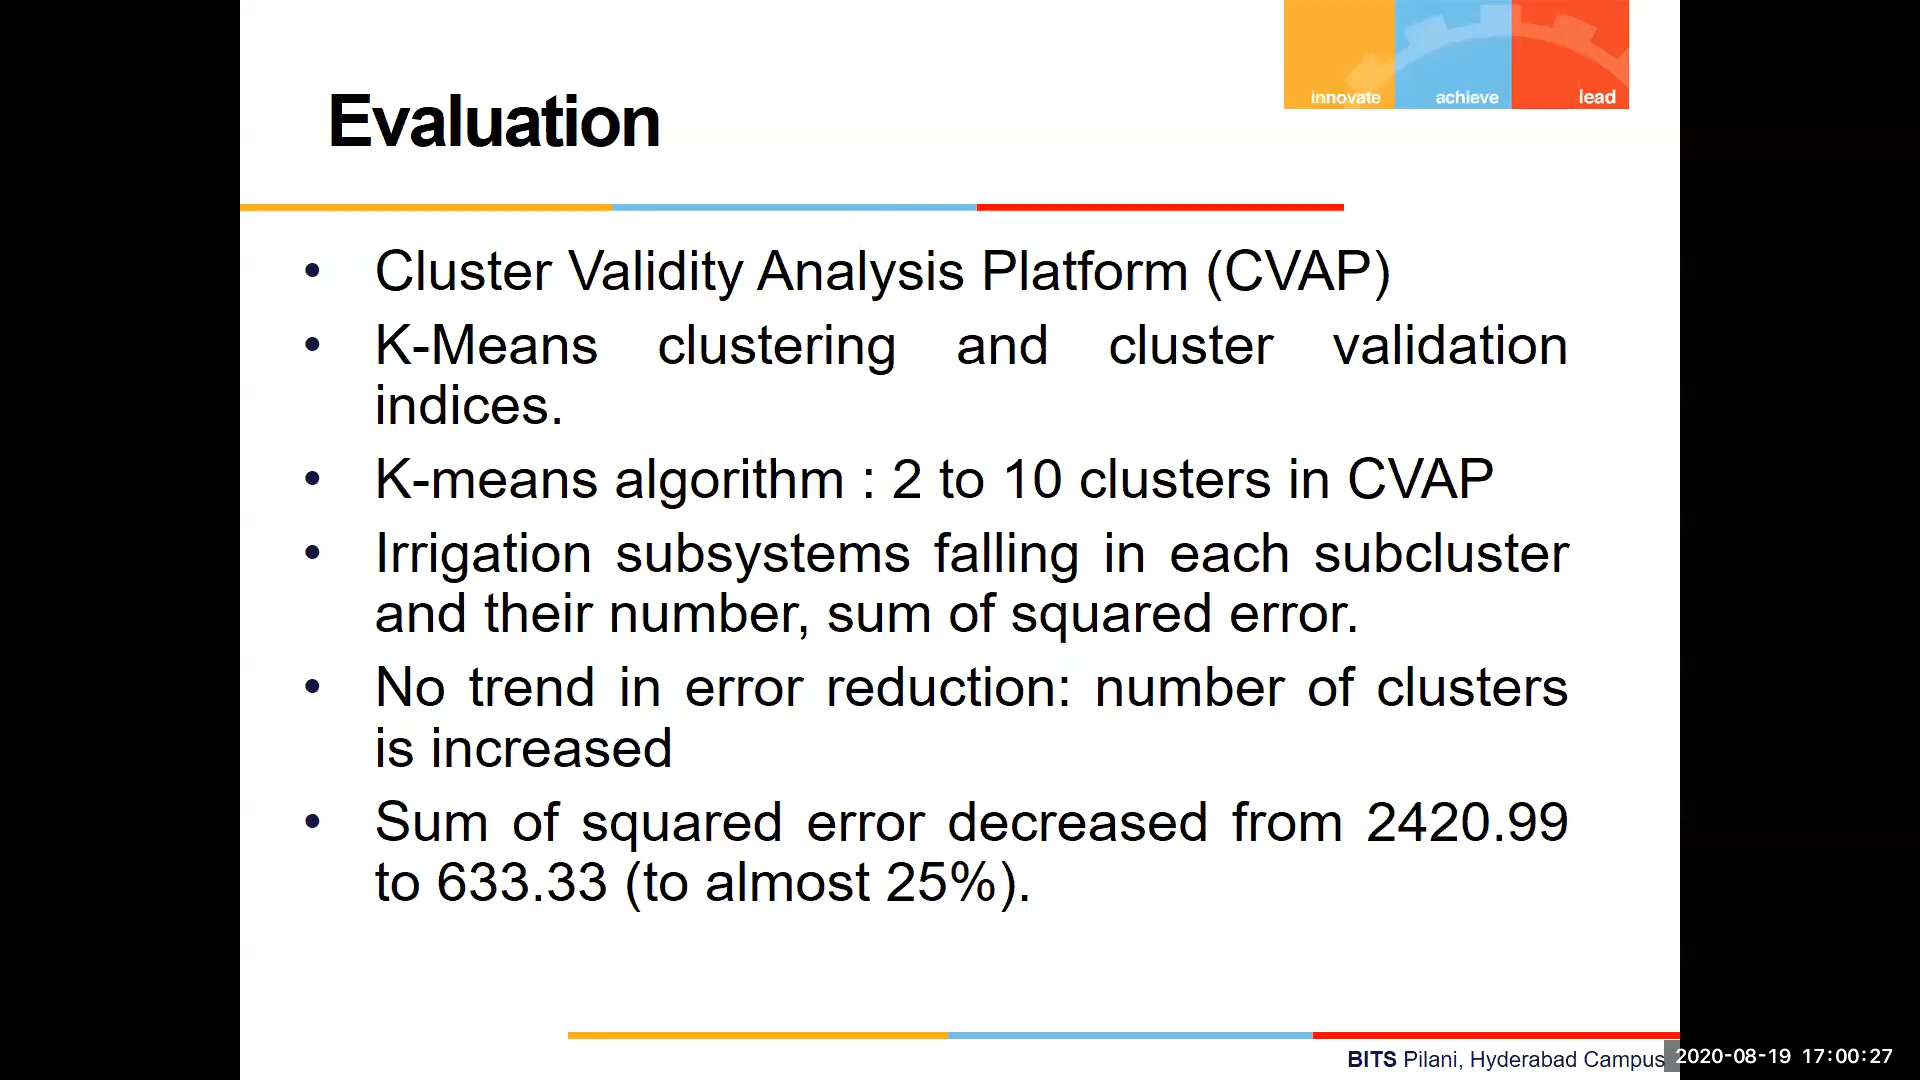 innovate achieve lead
Evaluation
• Cluster Validity Analysis Platform (CVAP)
• K-Means clustering and cluster validation
indices.
• K-means algorithm : 2 to 10 clusters in CVAP
• Irrigation subsystems falling in each subcluster
and their number, sum of squared error.
• No trend in error reduction: number of clusters
is increased
• Sum of squared error decreased from 2420.99
to 633.33 (to almost 25%).
BITS Pilani, Hyderabad Campus
2020-08-19 17:00:27